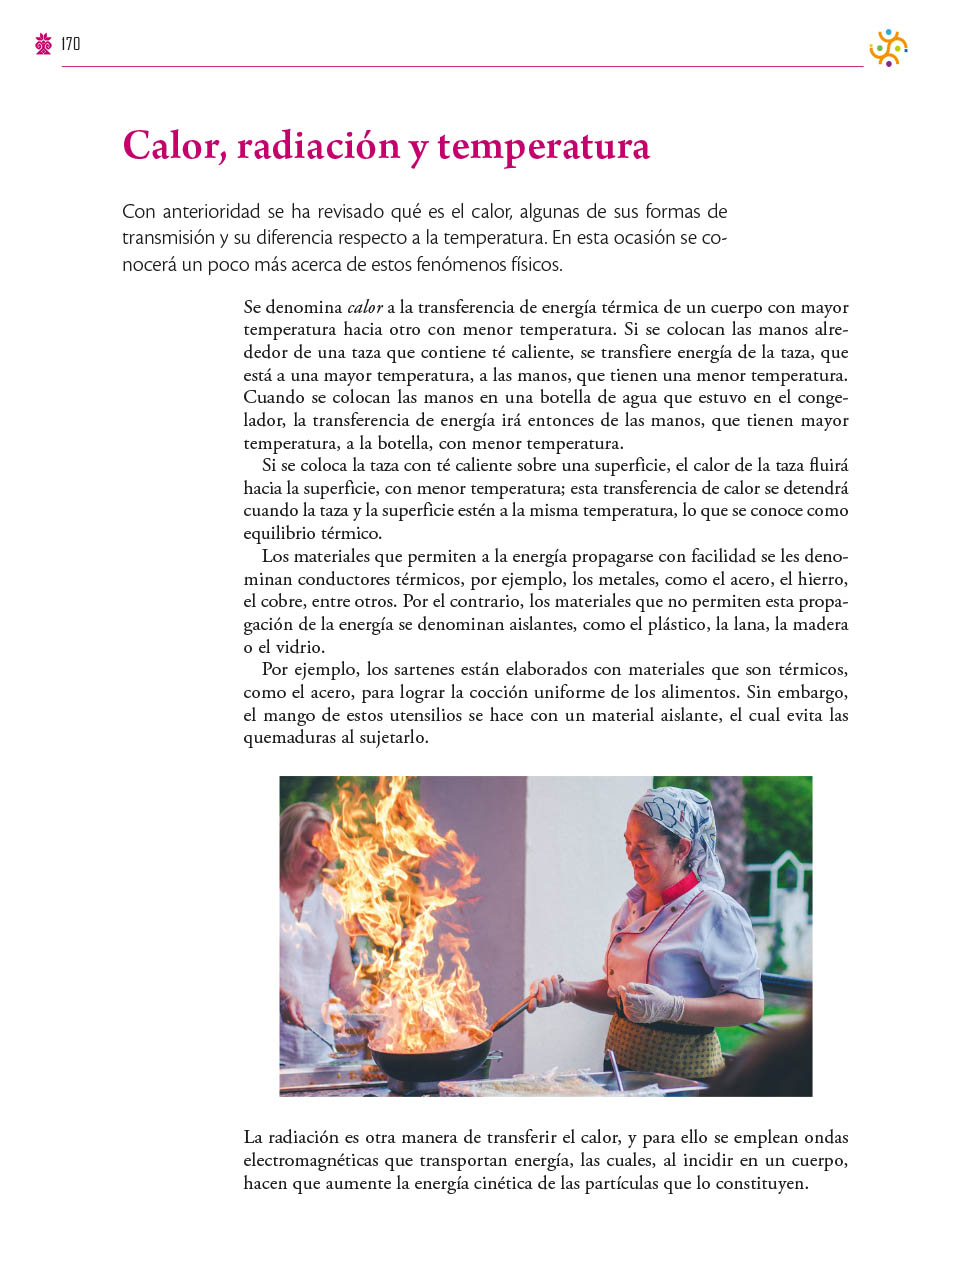 170
Calor, radiación y temperatura
Con anterioridad se ha revisado qué es el calor, algunas de sus formas de
transmisión y su diferencia respecto a la temperatura. En esta ocasión se co-
nocerá un poco más acerca de estos fenómenos físicos.
Se denomina calor a la transferencia de energía térmica de un cuerpo con mayor
temperatura hacia otro con menor temperatura. Si se colocan las manos alre-
dedor de una taza que contiene té caliente, se transfiere energía de la taza, que
está a una mayor temperatura, a las manos, que tienen una menor temperatura.
Cuando se colocan las manos en una botella de agua que estuvo en el conge-
lador, la transferencia de energía irá entonces de las manos, que tienen mayor
temperatura, a la botella, con menor temperatura.
Si se coloca la taza con té caliente sobre una superficie, el calor de la taza fluirá
hacia la superficie, con menor temperatura; esta transferencia de calor se detendrá
cuando la taza y la superficie estén a la misma temperatura, lo que se conoce como
equilibrio térmico.
Los materiales que permiten a la energía propagarse con facilidad se les deno-
minan conductores térmicos, por ejemplo, los metales, como el acero, el hierro,
el cobre, entre otros. Por el contrario, los materiales que no permiten esta propa-
gación de la energía se denominan aislantes, como el plástico, la lana, la madera
o el vidrio.
Por ejemplo, los sartenes están elaborados con materiales que son térmicos,
como el acero, para lograr la cocción uniforme de los alimentos. Sin embargo,
el mango de estos utensilios se hace con un material aislante, el cual evita las
quemaduras al sujetarlo.
La radiación es otra manera de transferir el calor, y para ello se emplean ondas
electromagnéticas que transportan energía, las cuales, al incidir en un cuerpo,
hacen que aumente la energía cinética de las partículas que lo constituyen.